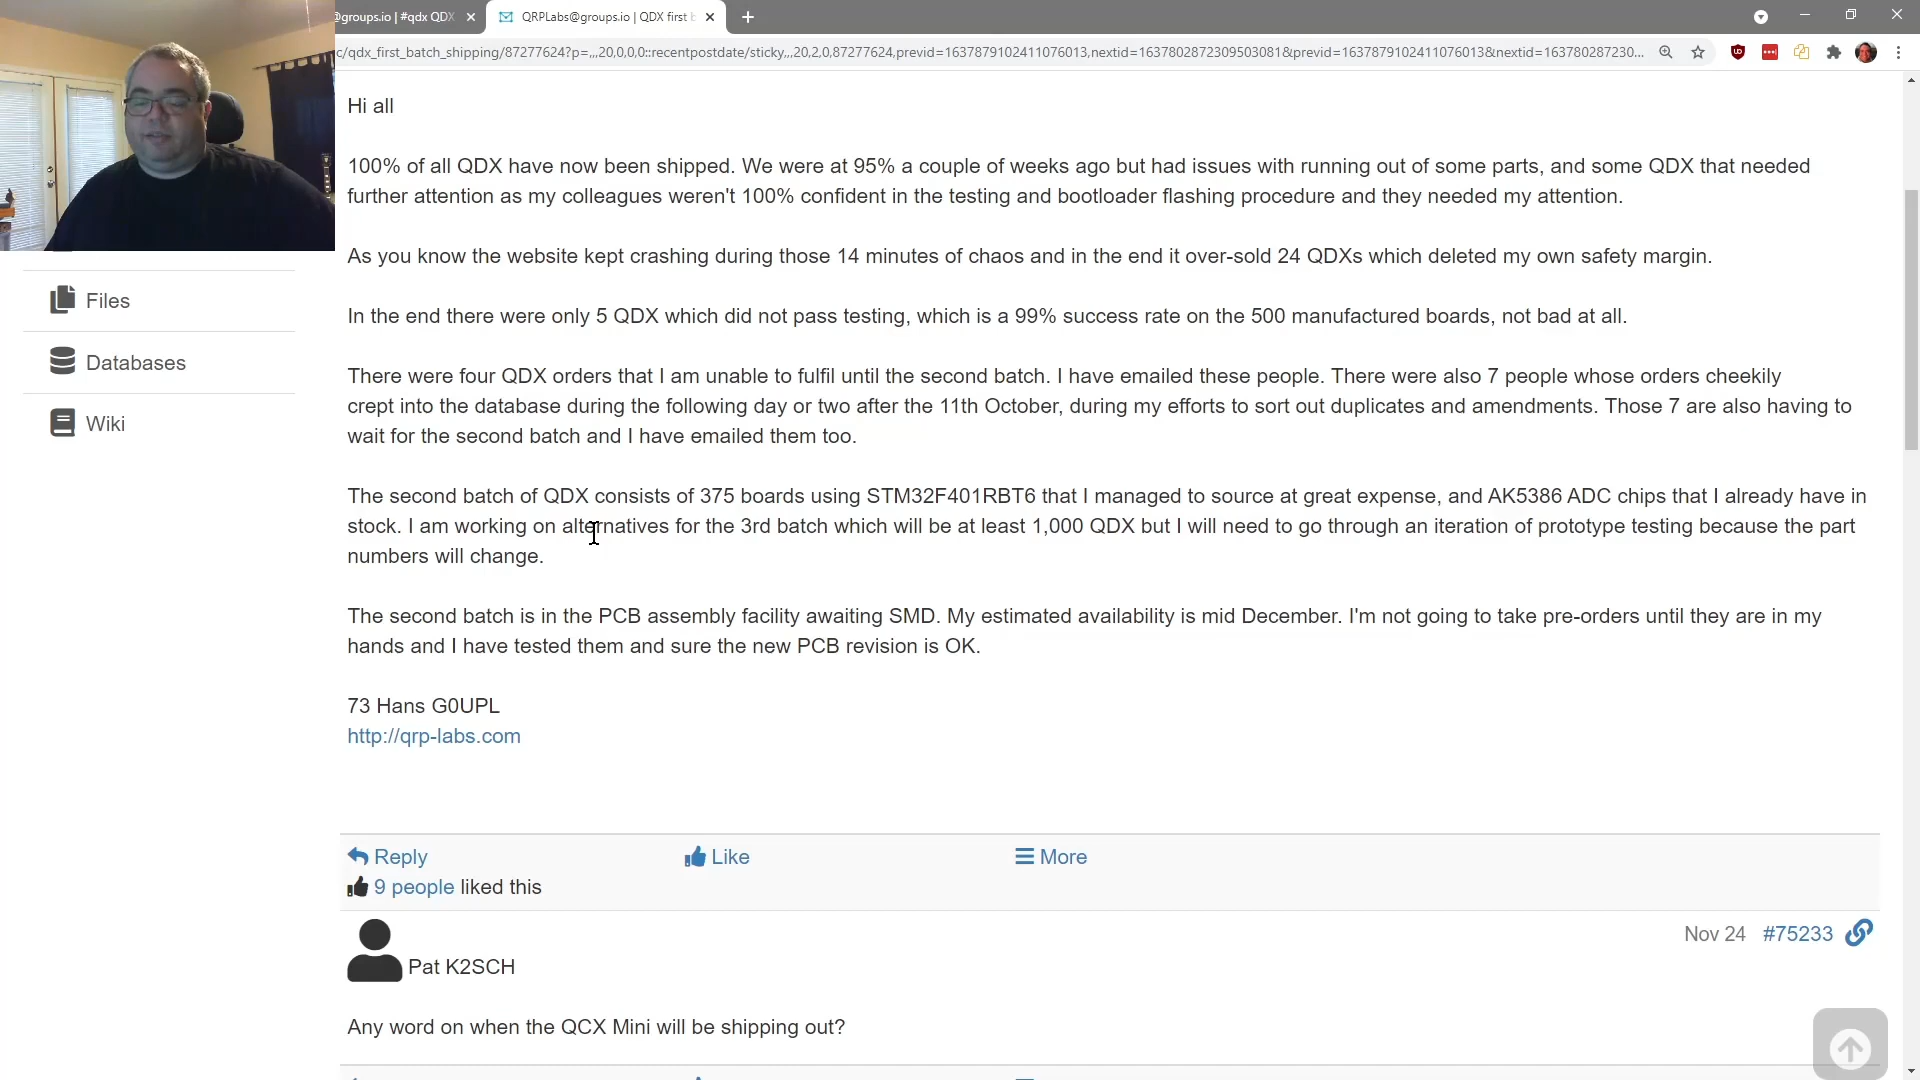 @groups.io | #qdx QDX
QRPLabs@groups.io | QDX first b
c/qdx_first_batch_shipping/87277624?p=,,,20,0,0,0::recentpostdate/sticky,,,20,2,0,87277624,previd=1637879102411076013,nextid=1637802872309503081&previd=1637879102411076013&nextid=163780287230...
Hi all
100% of all QDX have now been shipped. We were at 95% a couple of weeks ago but had issues with running out of some parts, and some QDX that needed
further attention as my colleagues weren't 100% confident in the testing and bootloader flashing procedure and they needed my attention.
As you know the website kept crashing during those 14 minutes of chaos and in the end it over-sold 24 QDXs which deleted my own safety margin.
In the end there were only 5 QDX which did not pass testing, which is a 99% success rate on the 500 manufactured boards, not bad at all.
There were four QDX orders that I am unable to fulfil until the second batch. I have emailed these people. There were also 7 people whose orders cheekily
crept into the database during the following day or two after the 11th October, during my efforts to sort out duplicates and amendments. Those 7 are also having to
wait for the second batch and I have emailed them too.
The second batch of QDX consists of 375 boards using STM32F401RBT6 that I managed to source at great expense, and AK5386 ADC chips that I already have in
stock. I am working on alternatives for the 3rd batch which will be at least 1,000 QDX but I will need to go through an iteration of prototype testing because the part
numbers will change.
The second batch is in the PCB assembly facility awaiting SMD. My estimated availability is mid December. I'm not going to take pre-orders until they are in my
hands and I have tested them and sure the new PCB revision is OK.
73 Hans G0UPL
http://qrp-labs.com
Reply
Like
More
9 people liked this
Nov 24 #75233
Pat K2SCH
Any word on when the QCX Mini will be shipping out?
Files
Databases
Wiki